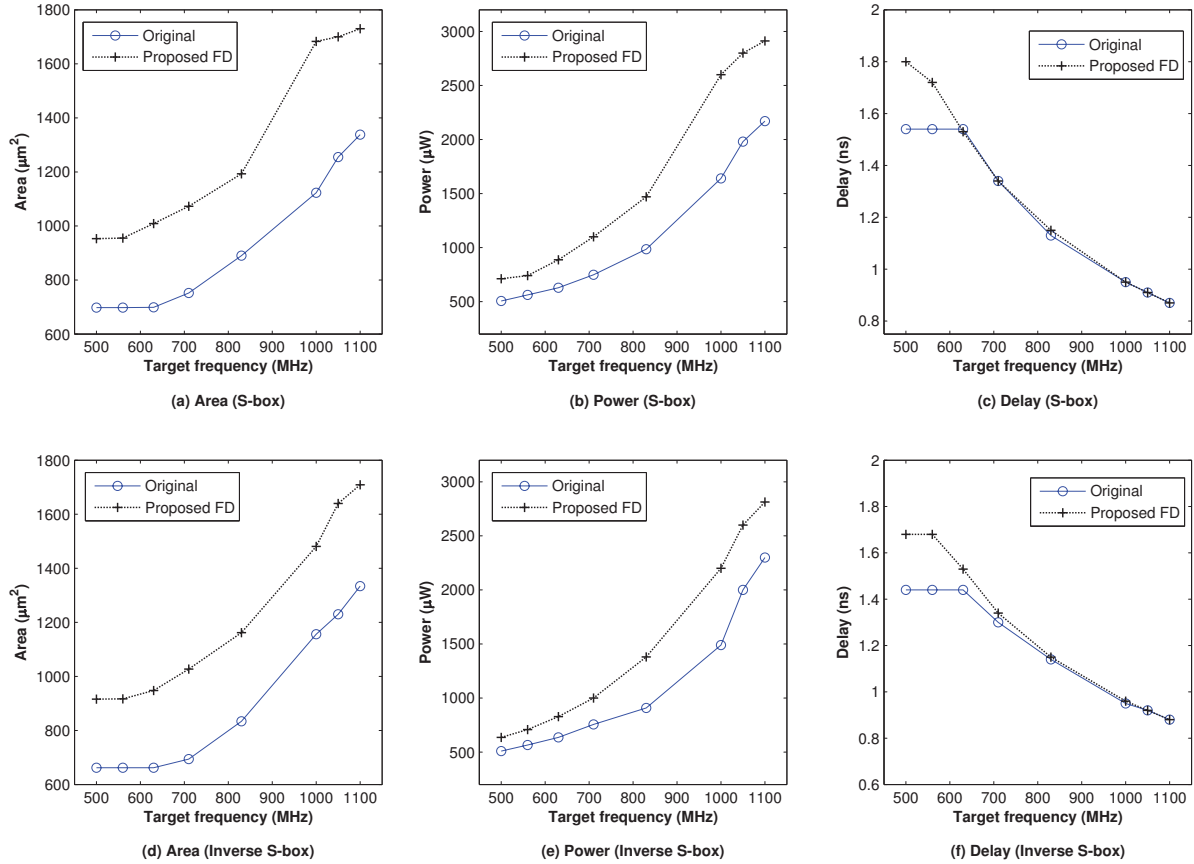 1800
1600
1400
1200
1000
800
600
Area (μm²)
Original
Proposed FD
500 600 700 800 900 1000 1100
Target frequency (MHz)
(a) Area (S-box)
3000
2500
2000
1500
1000
500
Power (μW)
Original
Proposed FD
500 600 700 800 900 1000 1100
Target frequency (MHz)
(b) Power (S-box)
2
1.8
1.6
1.4
1.2
1
0.8
Delay (ns)
Original
Proposed FD
500 600 700 800 900 1000 1100
Target frequency (MHz)
(c) Delay (S-box)
1800
1600
1400
1200
1000
800
600
Area (μm²)
Original
Proposed FD
500 600 700 800 900 1000 1100
Target frequency (MHz)
(d) Area (Inverse S-box)
3000
2500
2000
1500
1000
500
Power (μW)
Original
Proposed FD
500 600 700 800 900 1000 1100
Target frequency (MHz)
(e) Power (Inverse S-box)
2
1.8
1.6
1.4
1.2
1
0.8
0.6
Delay (ns)
Original
Proposed FD
500 600 700 800 900 1000 1100
Target frequency (MHz)
(f) Delay (Inverse S-box)